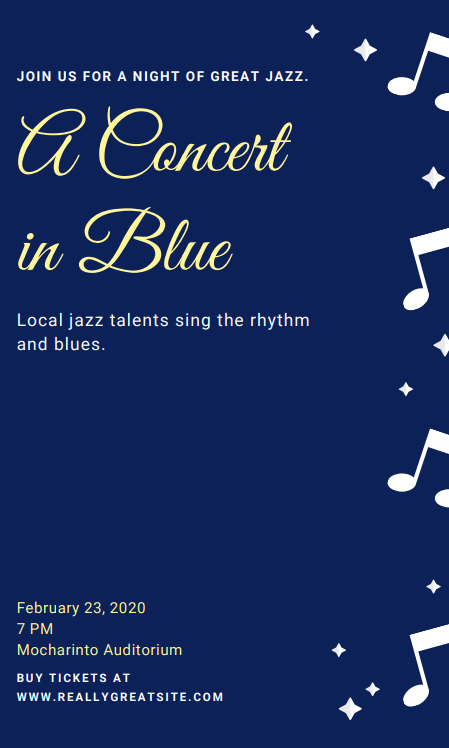 JOIN US FOR A NIGHT OF GREAT JAZZ.
A Concert
in Blue
Local jazz talents sing the rhythm
and blues.
February 23, 2020
7 PM
Mocharinto Auditorium
BUY TICKETS AT
WWW.REALLYGREATSITE.COM